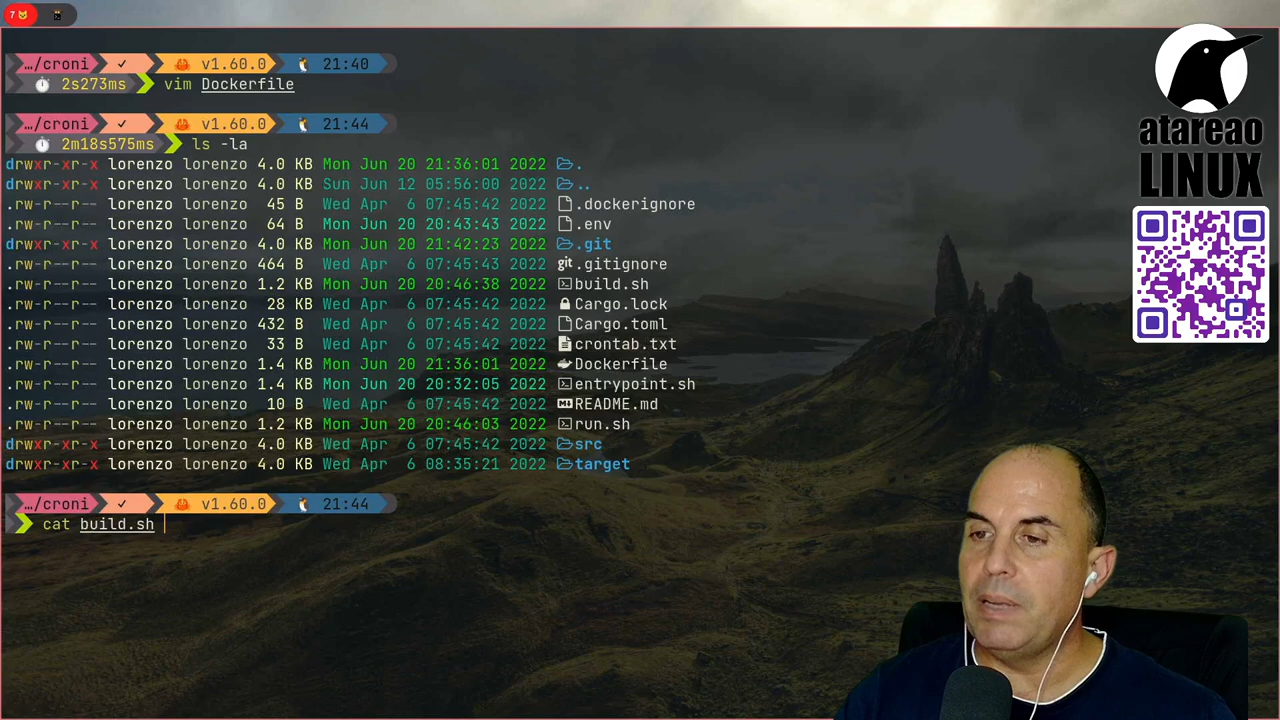 7
…/croni ✓ v1.60.0 21:40
2s273ms vim Dockerfile
…/croni ✓ v1.60.0 21:44
2m18s575ms ls -la
drwxr-xr-x lorenzo lorenzo 4.0 KB Mon Jun 20 21:36:01 2022 .
drwxr-xr-x lorenzo lorenzo 4.0 KB Sun Jun 12 05:56:00 2022 ..
.rw-r--r-- lorenzo lorenzo 45 B Wed Apr 6 07:45:42 2022 .dockerignore
.rw-r--r-- lorenzo lorenzo 64 B Mon Jun 20 20:43:43 2022 .env
drwxr-xr-x lorenzo lorenzo 4.0 KB Mon Jun 20 21:42:23 2022 .git
.rw-r--r-- lorenzo lorenzo 464 B Wed Apr 6 07:45:43 2022 git .gitignore
.rw-r--r-- lorenzo lorenzo 1.2 KB Mon Jun 20 20:46:38 2022 build.sh
.rw-r--r-- lorenzo lorenzo 28 KB Wed Apr 6 07:45:42 2022 Cargo.lock
.rw-r--r-- lorenzo lorenzo 432 B Wed Apr 6 07:45:42 2022 Cargo.toml
.rw-r--r-- lorenzo lorenzo 33 B Wed Apr 6 07:45:42 2022 crontab.txt
.rw-r--r-- lorenzo lorenzo 1.4 KB Mon Jun 20 21:36:01 2022 Dockerfile
.rw-r--r-- lorenzo lorenzo 1.4 KB Mon Jun 20 20:32:05 2022 entrypoint.sh
.rw-r--r-- lorenzo lorenzo 10 B Wed Apr 6 07:45:42 2022 README.md
.rw-r--r-- lorenzo lorenzo 1.2 KB Mon Jun 20 20:46:03 2022 run.sh
drwxr-xr-x lorenzo lorenzo 4.0 KB Wed Apr 6 07:45:42 2022 src
drwxr-xr-x lorenzo lorenzo 4.0 KB Wed Apr 6 08:35:21 2022 target
…/croni ✓ v1.60.0 21:44
cat build.sh
atareao
LINUX